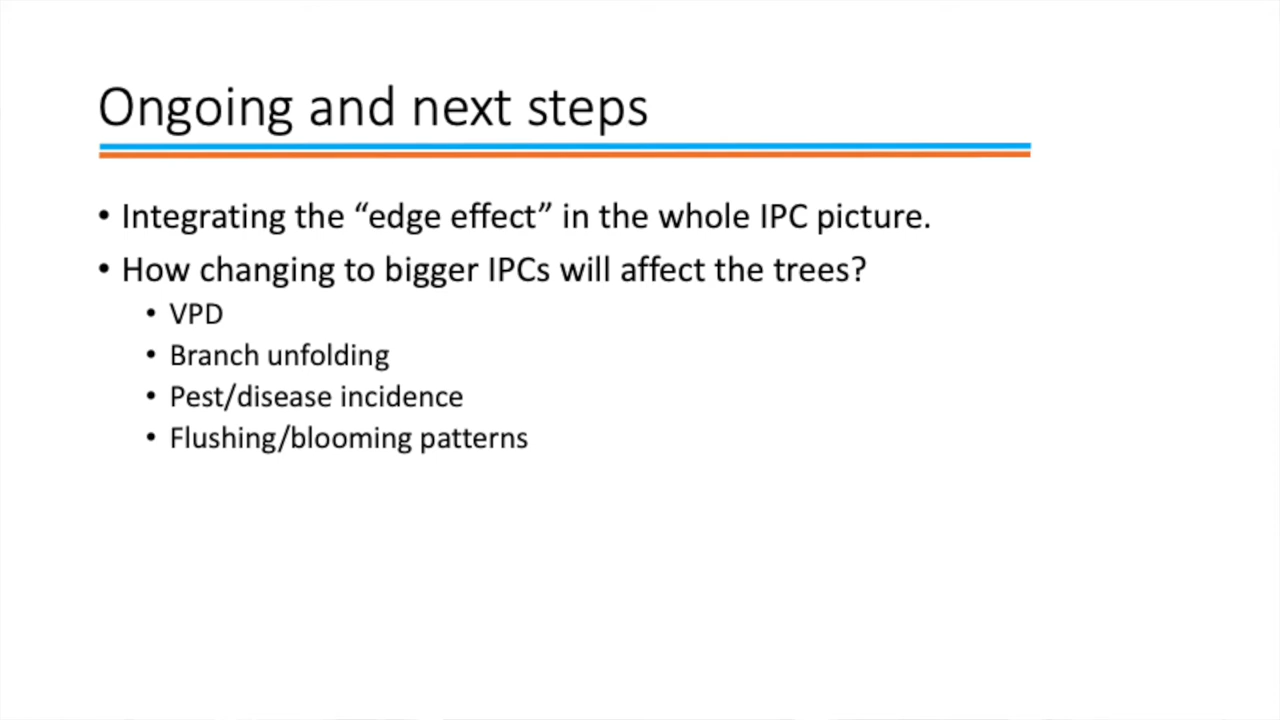 Ongoing and next steps
• Integrating the “edge effect” in the whole IPC picture.
• How changing to bigger IPCs will affect the trees?
• VPD
• Branch unfolding
• Pest/disease incidence
• Flushing/blooming patterns